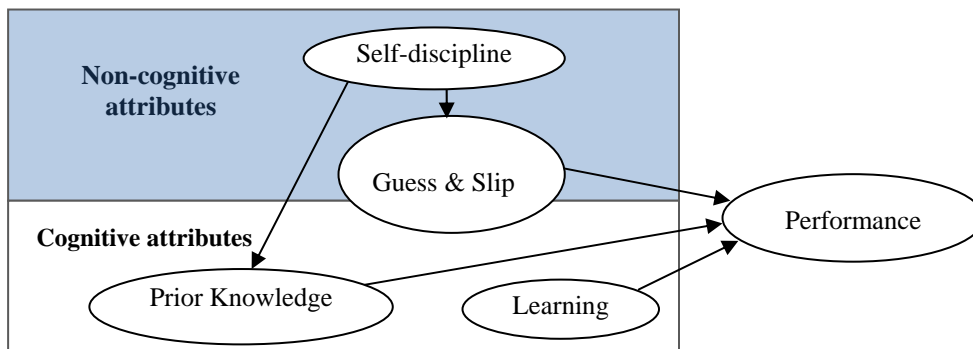 Self-discipline
Non-cognitive
attributes
Guess & Slip
Performance
Cognitive attributes
Prior Knowledge
Learning